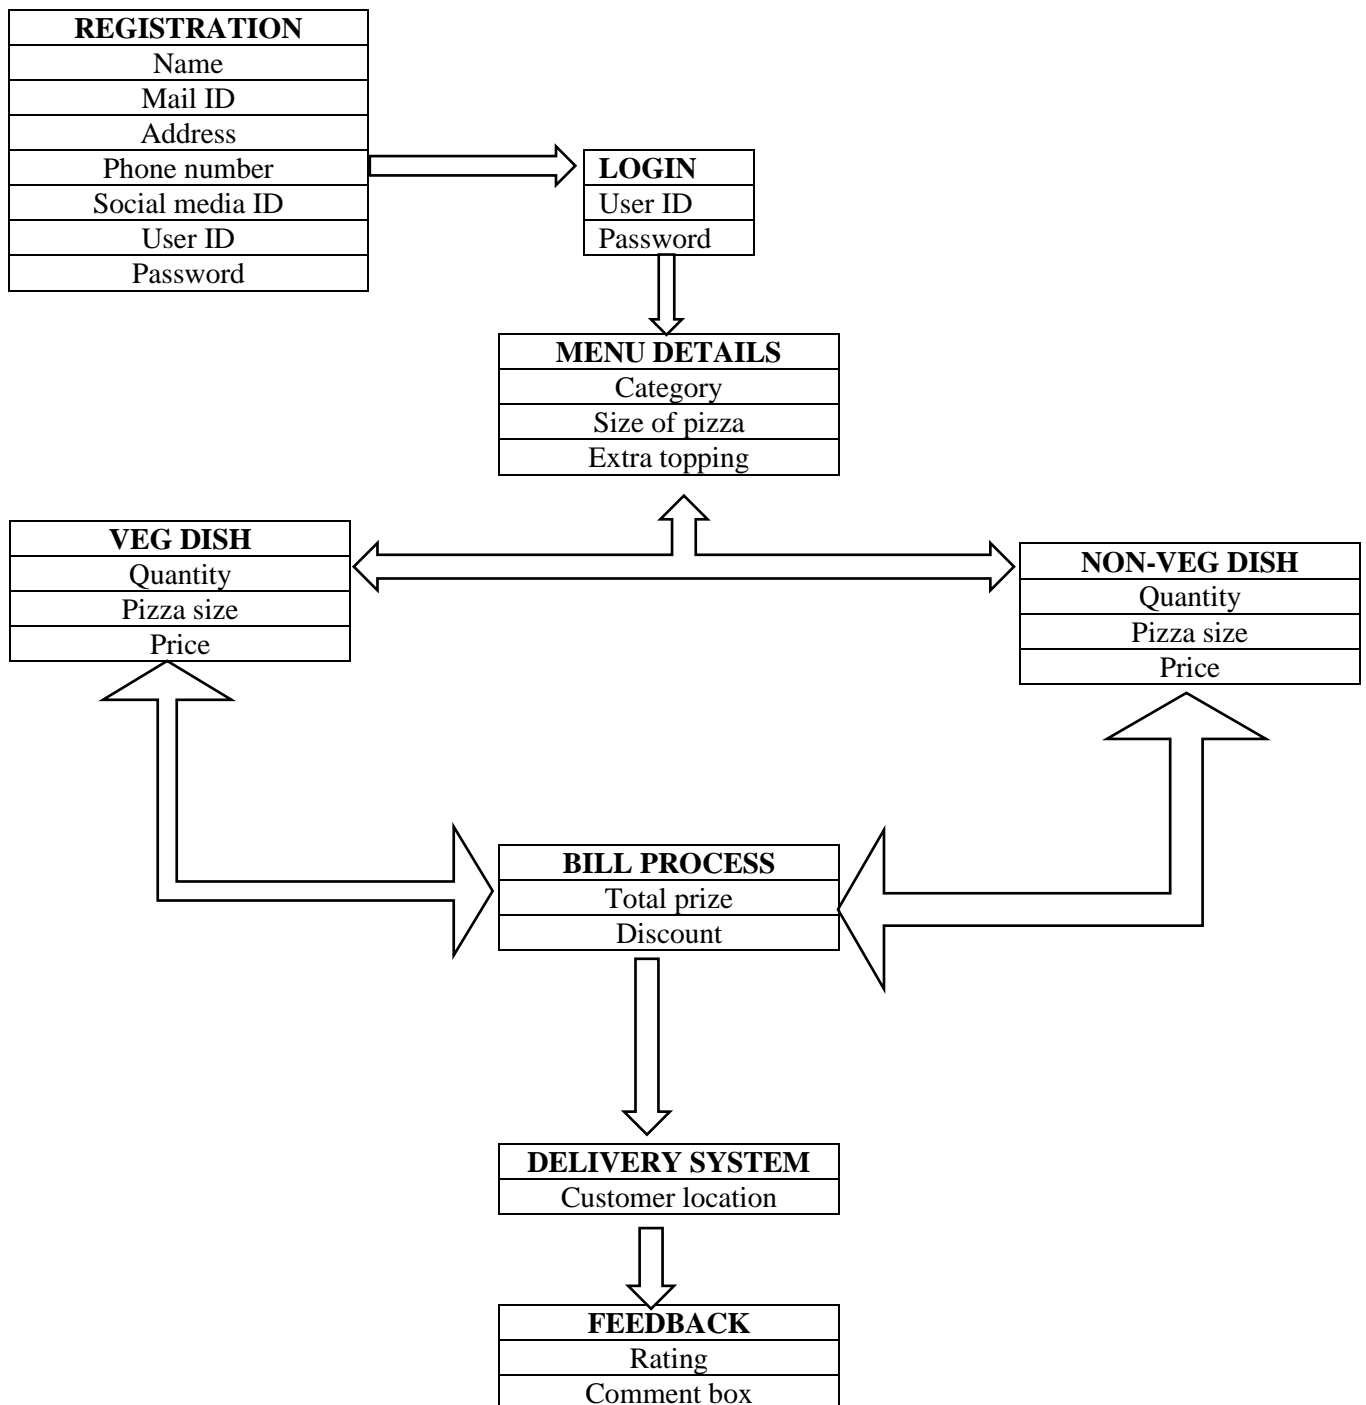 REGISTRATION
Name
Mail ID
Address
Phone number
Social media ID
User ID
Password
LOGIN
User ID
Password
MENU DETAILS
Category
Size of pizza
Extra topping
VEG DISH
Quantity
Pizza size
Price
NON-VEG DISH
Quantity
Pizza size
Price
BILL PROCESS
Total prize
Discount
DELIVERY SYSTEM
Customer location
FEEDBACK
Rating
Comment box